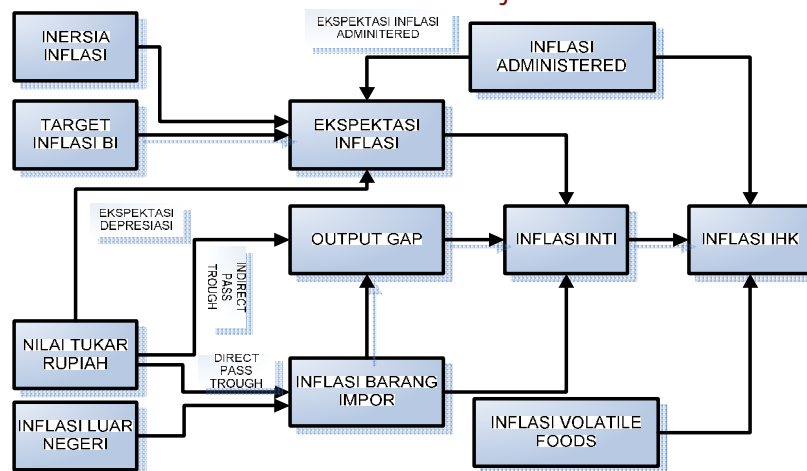 EKSPEKTASI INFLASI
ADMINITERED
INERSIA
INFLASI
INFLASI
ADMINISTERED
TARGET
INFLASI BI
EKSPEKTASI
INFLASI
EKSPEKTASI
DEPRESIASI
OUTPUT GAP
INFLASI INTI
INFLASI IHK
INDIRECT
PASS
TROUGH
NILAI TUKAR
RUPIAH
DIRECT
PASS
TROUGH
INFLASI BARANG
IMPOR
INFLASI LUAR
NEGERI
INFLASI VOLATILE
FOODS